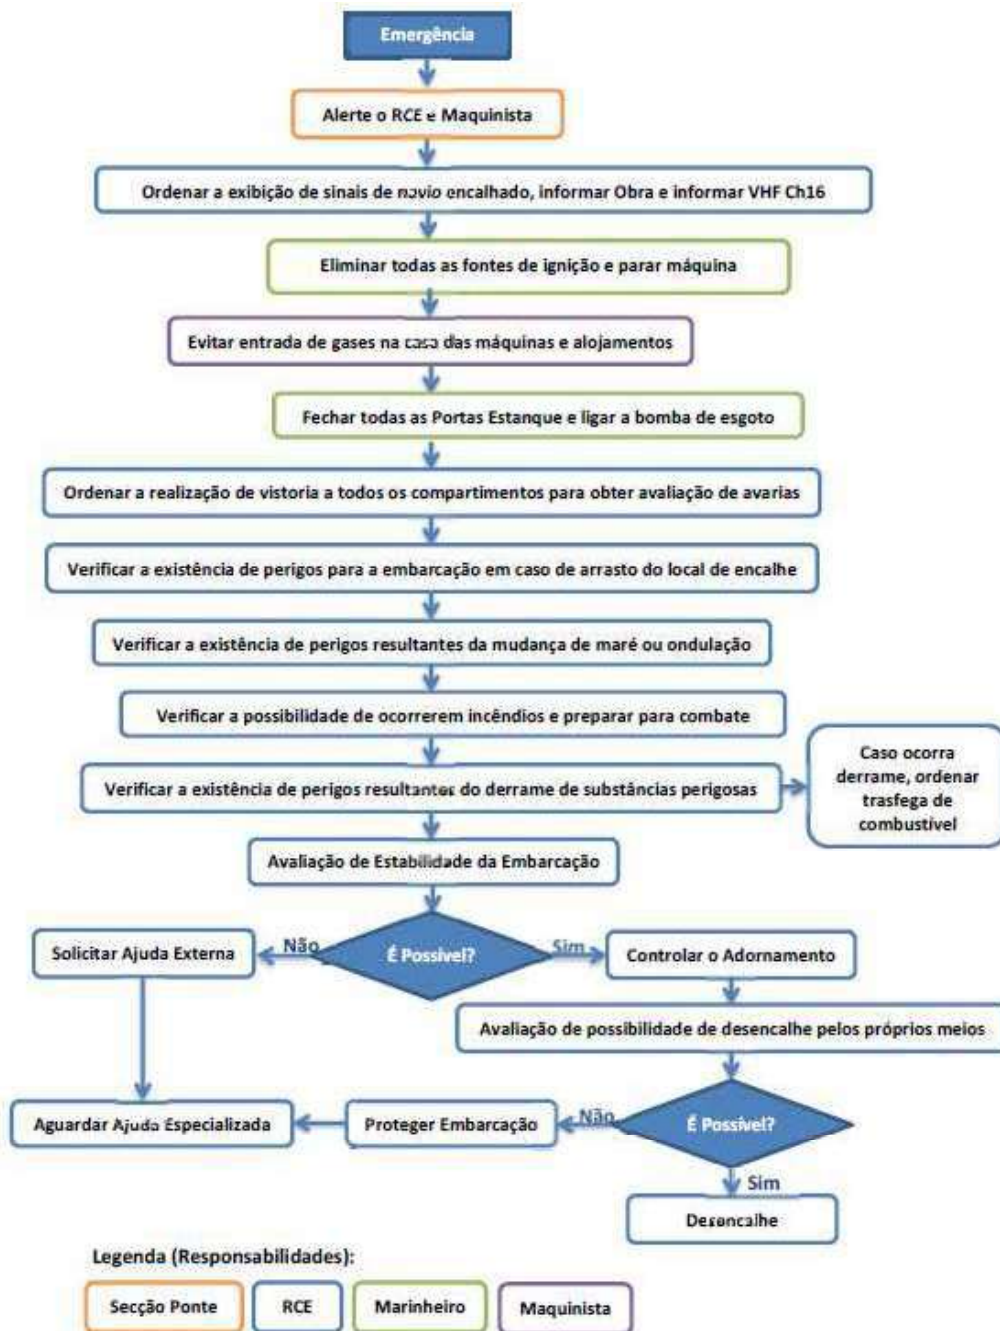 Emergência
Alerte o RCE e Maquinista
Ordenar a exibição de sinais de navio encalhado, informar Obra e informar VHF Ch16
Eliminar todas as fontes de ignição e parar máquina
Evitar entrada de gases na casa das máquinas e alojamentos
Fechar todas as Portas Estanque e ligar a bomba de esgoto
Ordenar a realização de vistoria a todos os compartimentos para obter avaliação de avarias
Verificar a existência de perigos para a embarcação em caso de arrasto do local de encalhe
Verificar a existência de perigos resultantes da mudança de maré ou ondulação
Verificar a possibilidade de ocorrerem incêndios e preparar para combate
Verificar a existência de perigos resultantes do derrame de substâncias perigosas
Caso ocorra
derrame, ordenar
trasfega de
combustível
Avaliação de Estabilidade da Embarcação
Solicitar Ajuda Externa
Não
É Possível?
Sim
Controlar o Adornamento
Avaliação de possibilidade de desencalhe pelos próprios meios
Aguardar Ajuda Especializada
Proteger Embarcação
Não
É Possível?
Sim
Desencalhe
Legenda (Responsabilidades):
Secção Ponte
RCE
Marinheiro
Maquinista